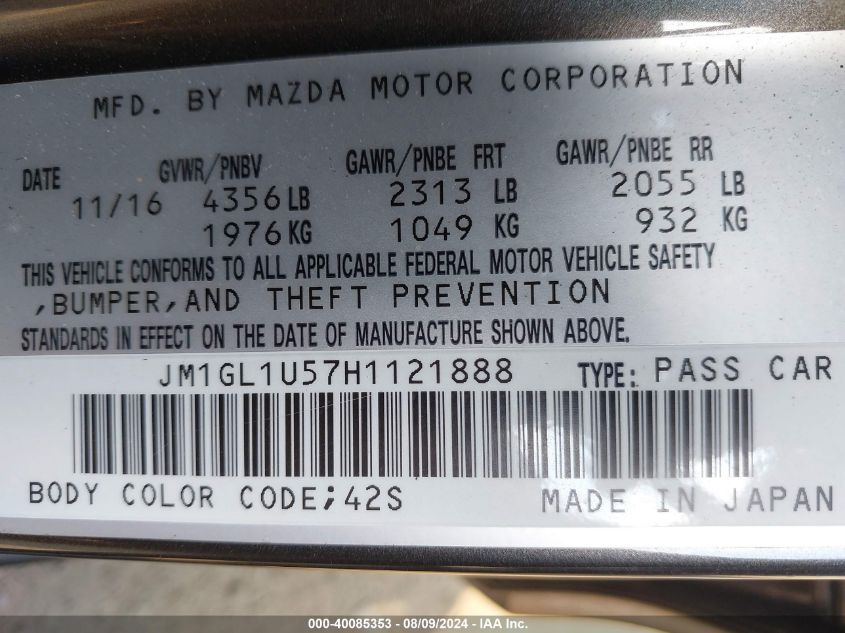 MFD. BY MAZDA MOTOR CORPORATION
DATE GVWR/PNBV GAWR/PNBE FRT GAWR/PNBE RR
11/16 4356 LB 2313 LB 2055 LB
1976 KG 1049 KG 932 KG
THIS VEHICLE CONFORMS TO ALL APPLICABLE FEDERAL MOTOR VEHICLE SAFETY
,BUMPER,AND THEFT PREVENTION
STANDARDS IN EFFECT ON THE DATE OF MANUFACTURE SHOWN ABOVE.
JM1GL1U57H1121888 TYPE: PASS CAR
BODY COLOR CODE;42S MADE IN JAPAN
000-40085353 - 08/09/2024 - IAA, Inc.